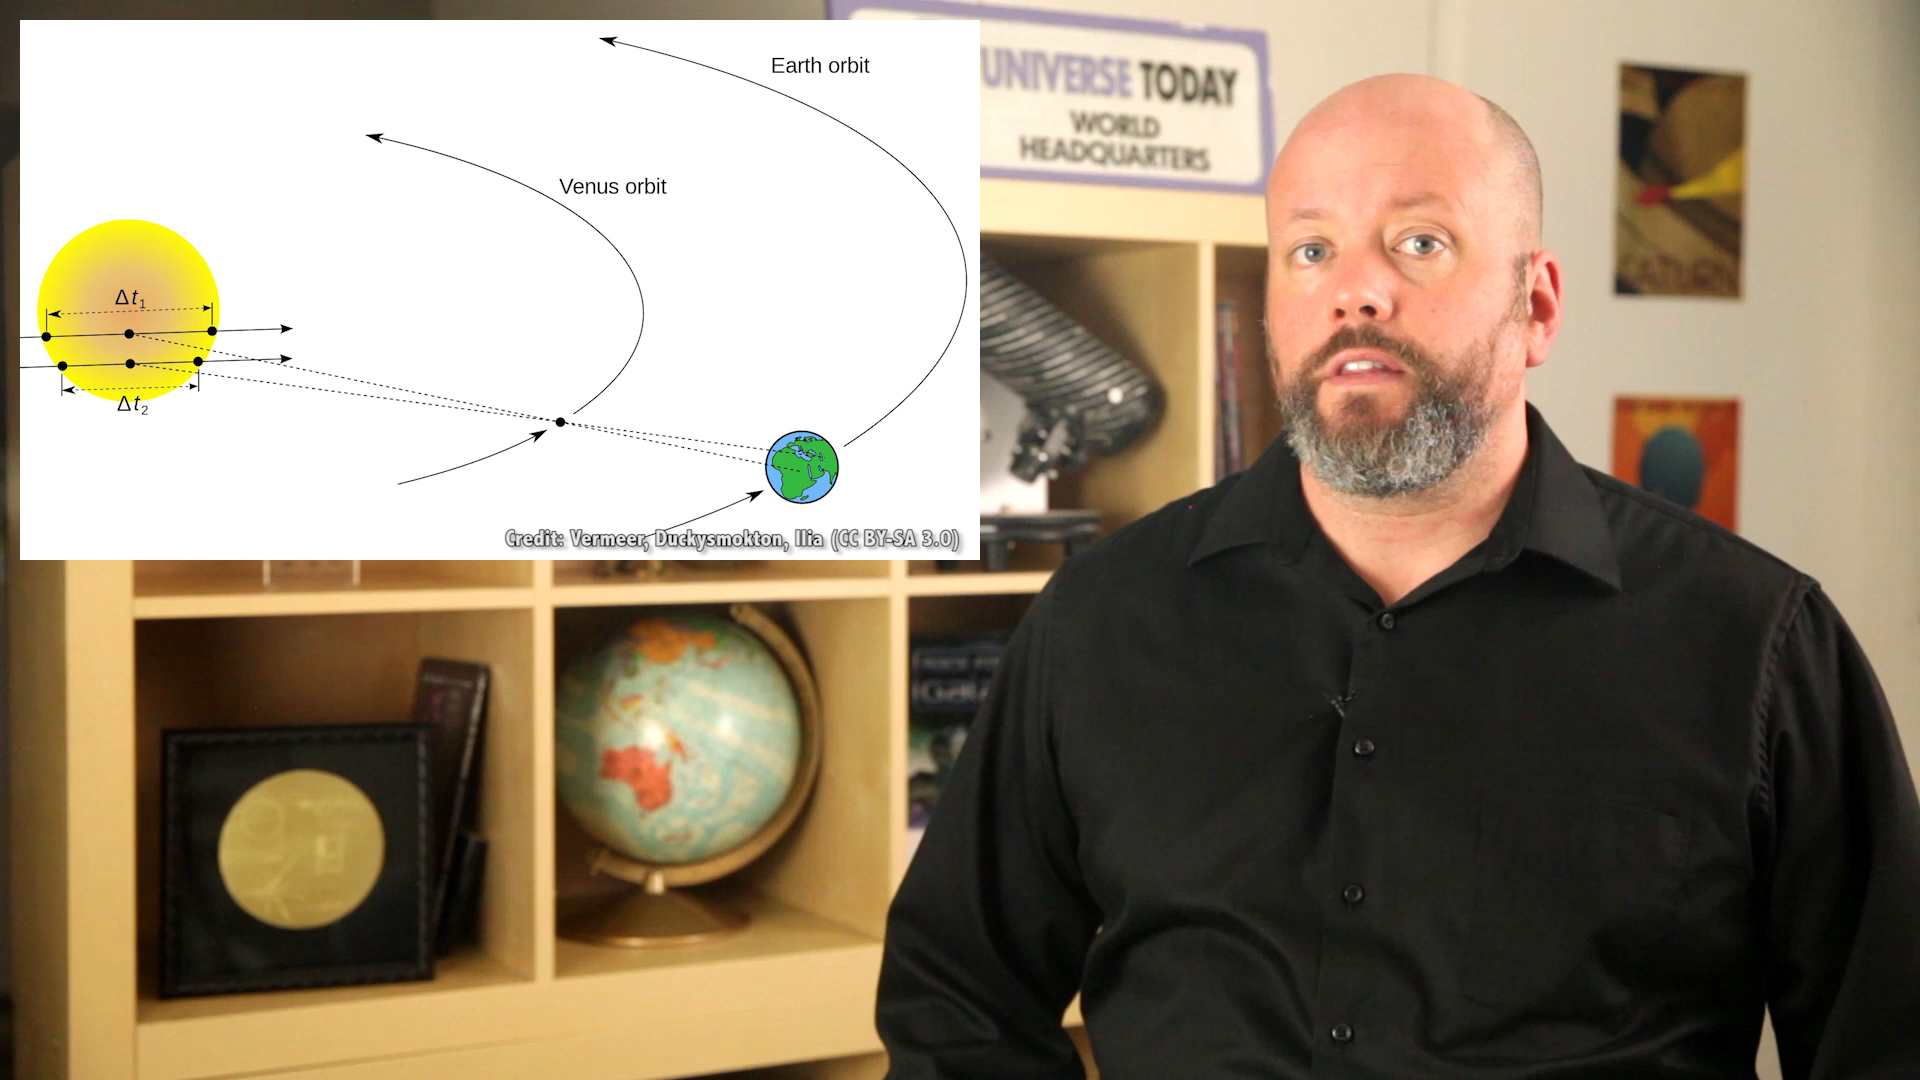 Earth orbit
Venus orbit
Δt1
Δt2
Credit: Vermeer, Duckysmokton, Ilia (CC BY-SA 3.0)
UNIVERSE TODAY
WORLD
HEADQUARTERS
SATURN